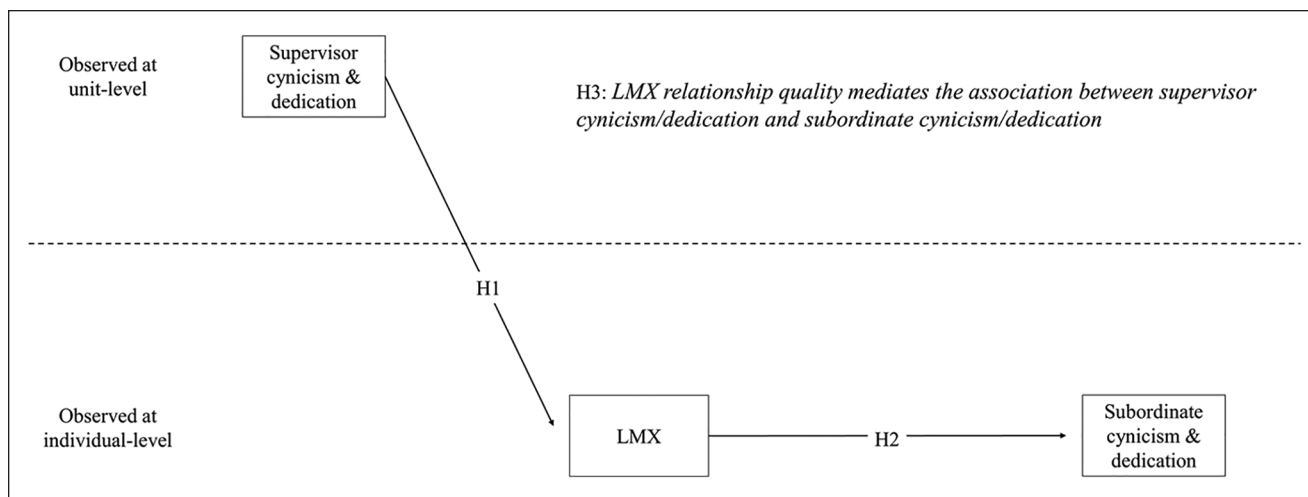 Observed at
unit-level
Supervisor
cynicism &
dedication
H3: LMX relationship quality mediates the association between supervisor
cynicism/dedication and subordinate cynicism/dedication
H1
Observed at
individual-level
LMX
H2
Subordinate
cynicism &
dedication